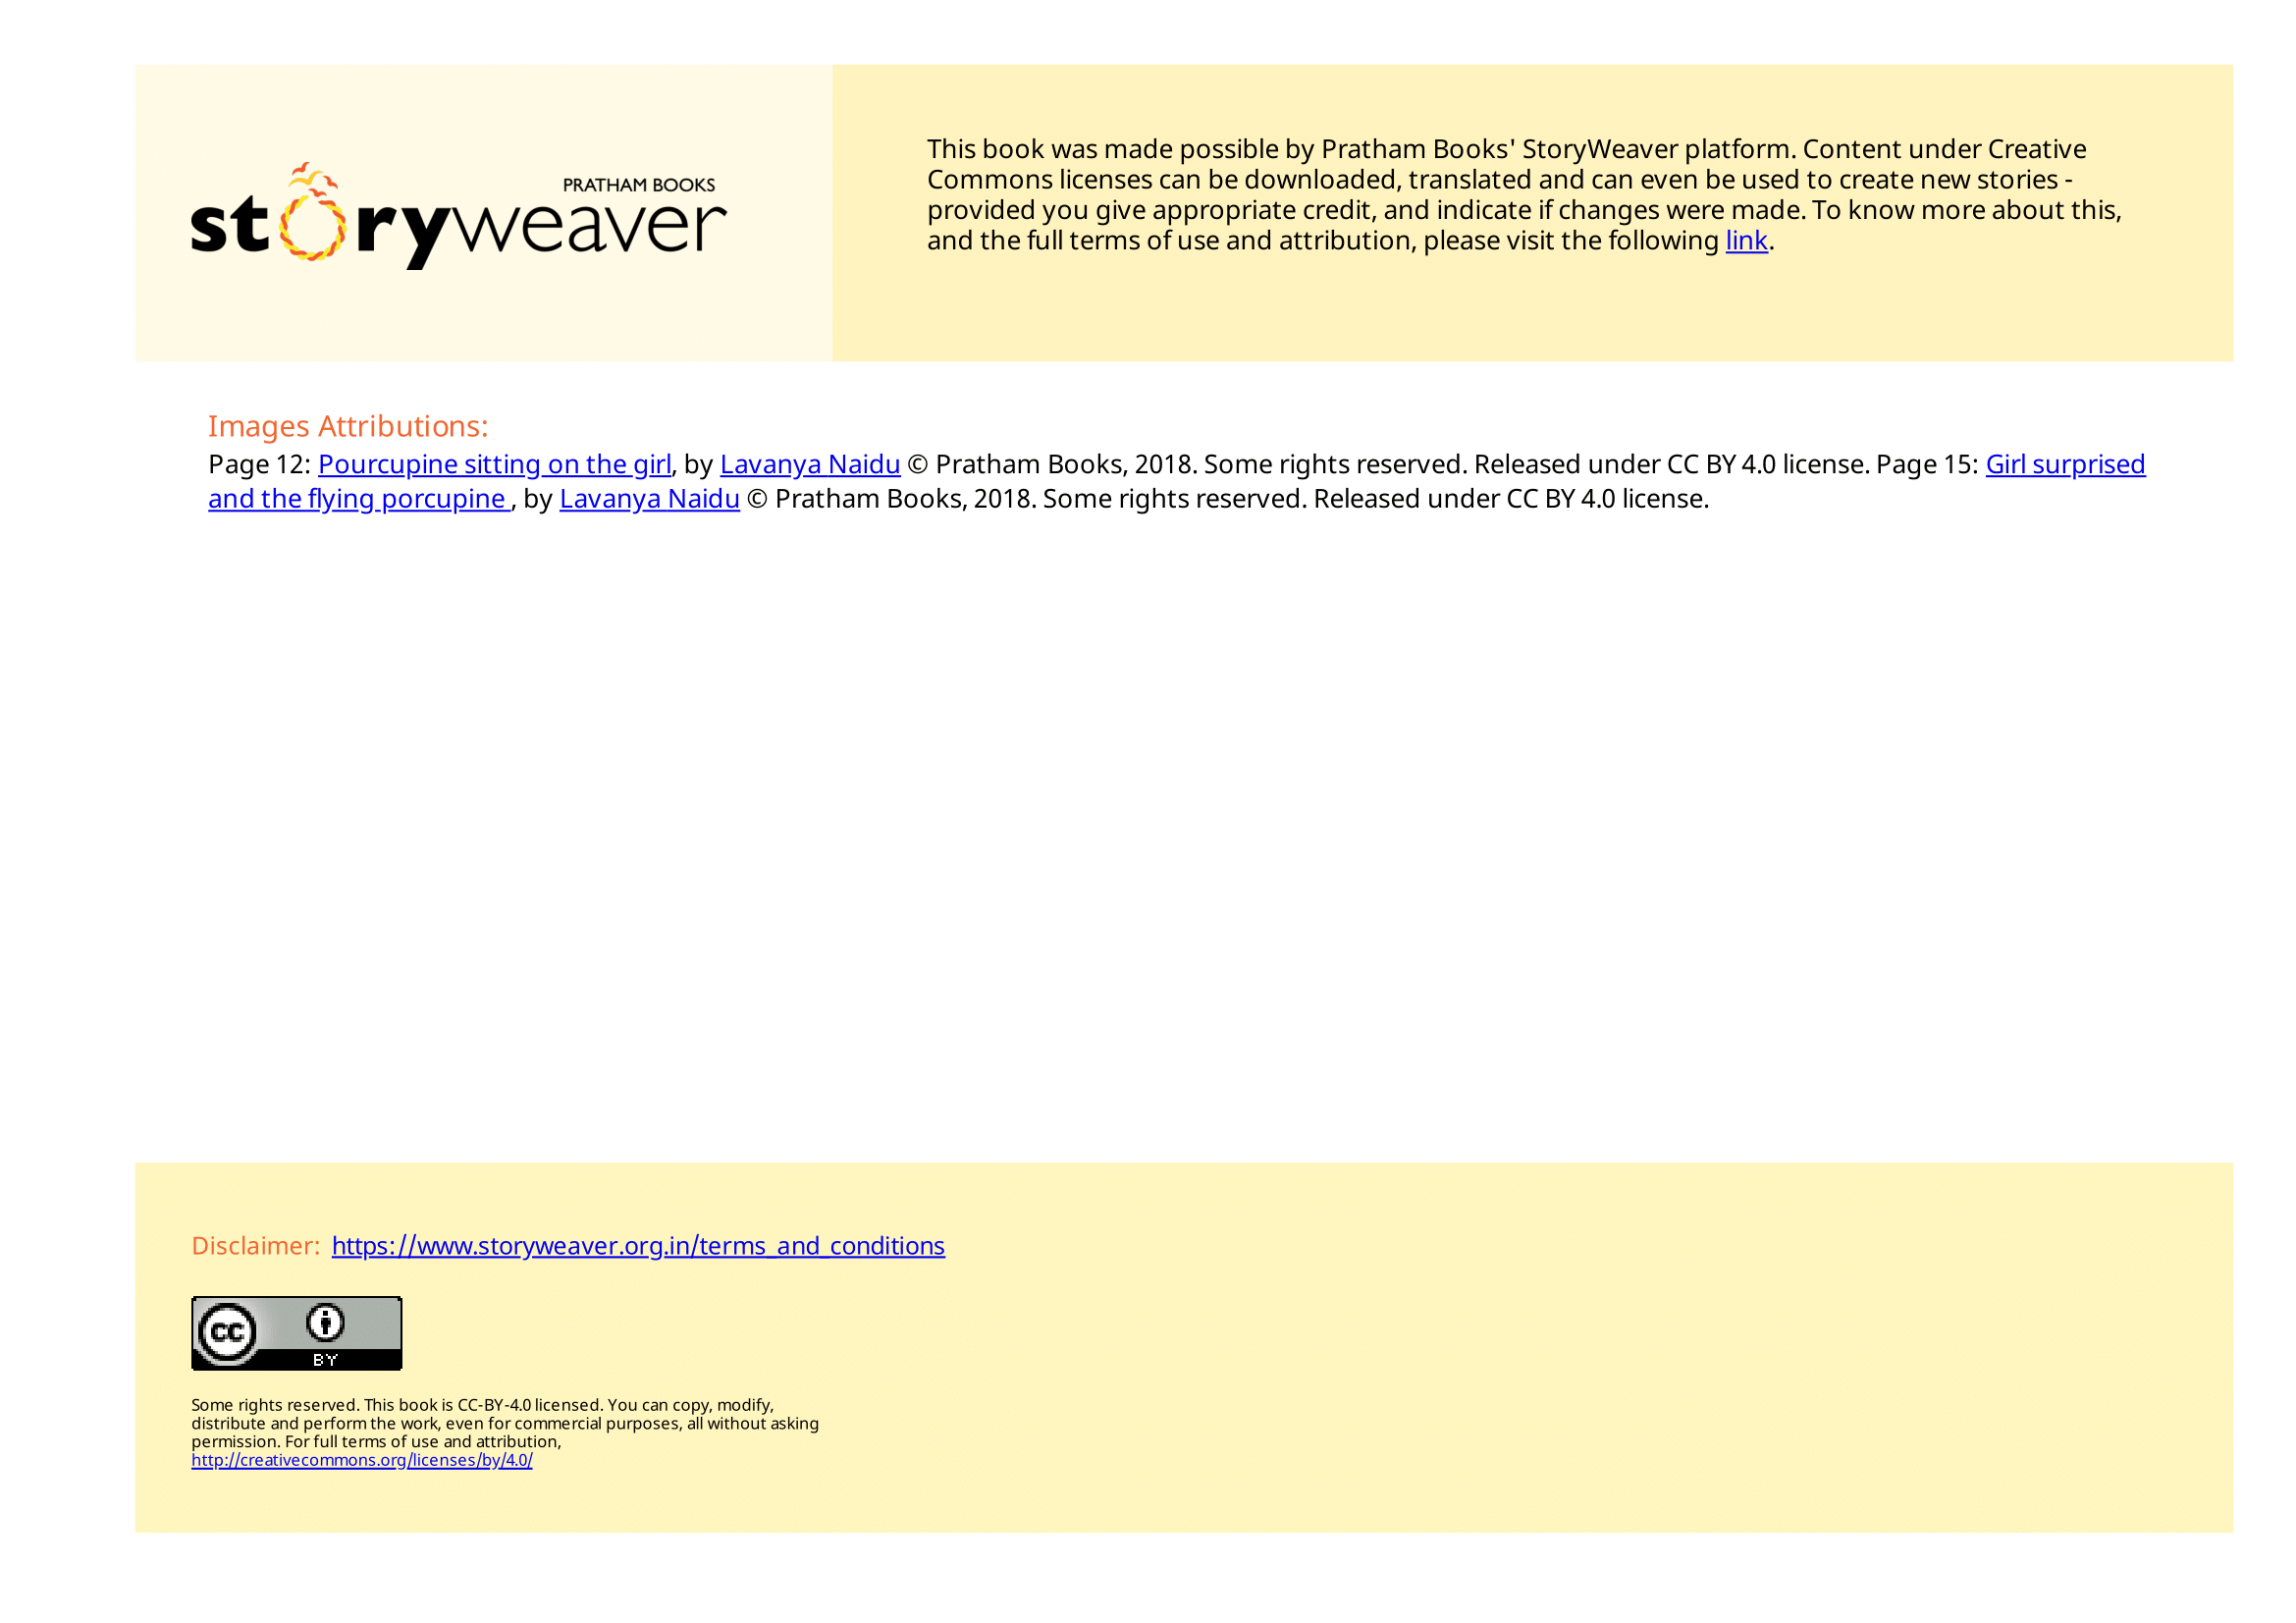 PRATHAM BOOKS
storyweaver
This book was made possible by Pratham Books' StoryWeaver platform. Content under Creative
Commons licenses can be downloaded, translated and can even be used to create new stories -
provided you give appropriate credit, and indicate if changes were made. To know more about this,
and the full terms of use and attribution, please visit the following link.
Images Attributions:
Page 12: Pourcupine sitting on the girl, by Lavanya Naidu © Pratham Books, 2018. Some rights reserved. Released under CC BY 4.0 license. Page 15: Girl surprised
and the flying porcupine , by Lavanya Naidu © Pratham Books, 2018. Some rights reserved. Released under CC BY 4.0 license.
Disclaimer: https://www.storyweaver.org.in/terms_and_conditions
CC
BY
Some rights reserved. This book is CC-BY-4.0 licensed. You can copy, modify,
distribute and perform the work, even for commercial purposes, all without asking
permission. For full terms of use and attribution,
http://creativecommons.org/licenses/by/4.0/